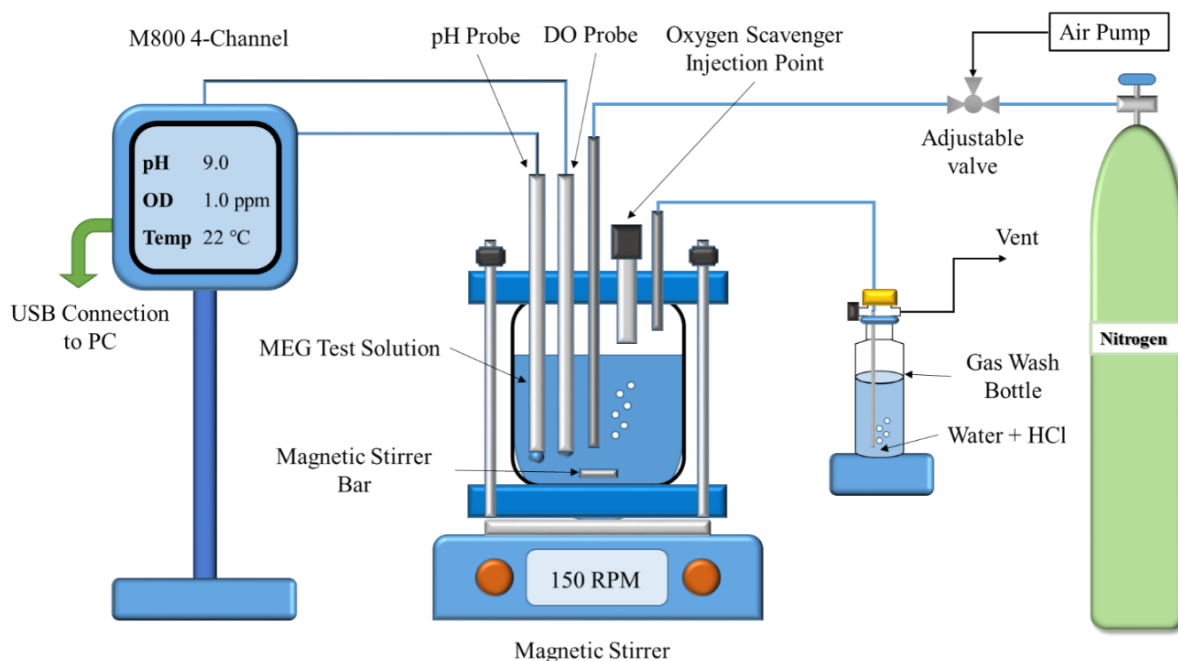 M800 4-Channel
pH Probe
DO Probe
Oxygen Scavenger
Injection Point
Air Pump
Adjustable
valve
pH 9.0
OD 1.0 ppm
Temp 22 °C
USB Connection
to PC
MEG Test Solution
Magnetic Stirrer
Bar
Vent
Gas Wash
Bottle
Water + HCl
Nitrogen
150 RPM
Magnetic Stirrer